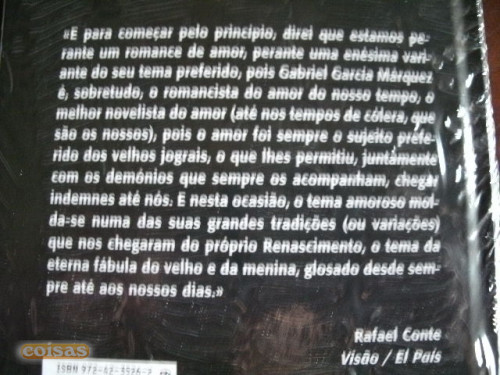 «E para começar pelo princípio, direi que estamos pe-
rante um romance de amor, perante uma enésima vari-
ante do seu tema preferido, pois Gabriel García Márquez
é, sobretudo, o romancista do amor do nosso tempo, o
melhor novelista do amor (até nos tempos de cólera, que
são os nossos), pois o amor foi sempre o sujeito prefe-
rido dos velhos jograis, o que lhes permitiu, juntamente
com os demónios que sempre os acompanham, chegar
indemnes até nós. E nesta ocasião, o tema amoroso mol-
da-se numa das suas grandes tradições (ou variações)
que nos chegaram do próprio Renascimento, o tema da
eterna fábula do velho e da menina, glosado desde sem-
pre até aos nossos dias.»
Rafael Conte
Visão / El País
coisas
ISBN